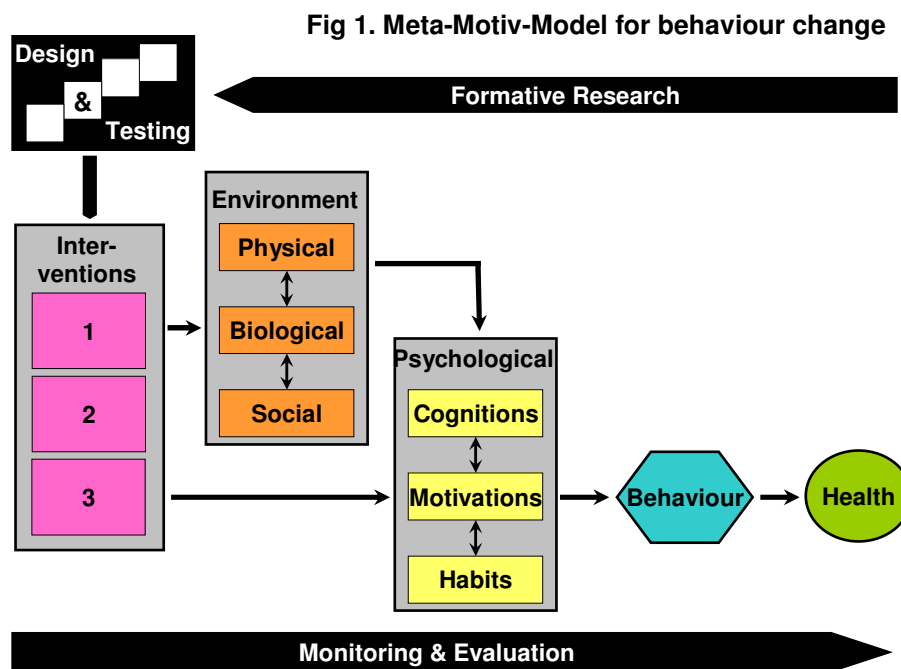 Fig 1. Meta-Motiv-Model for behaviour change
Design
&
Testing
Formative Research
Inter-
ventions
1
2
3
Environment
Physical
Biological
Social
Psychological
Cognitions
Motivations
Habits
Behaviour
Health
Monitoring & Evaluation